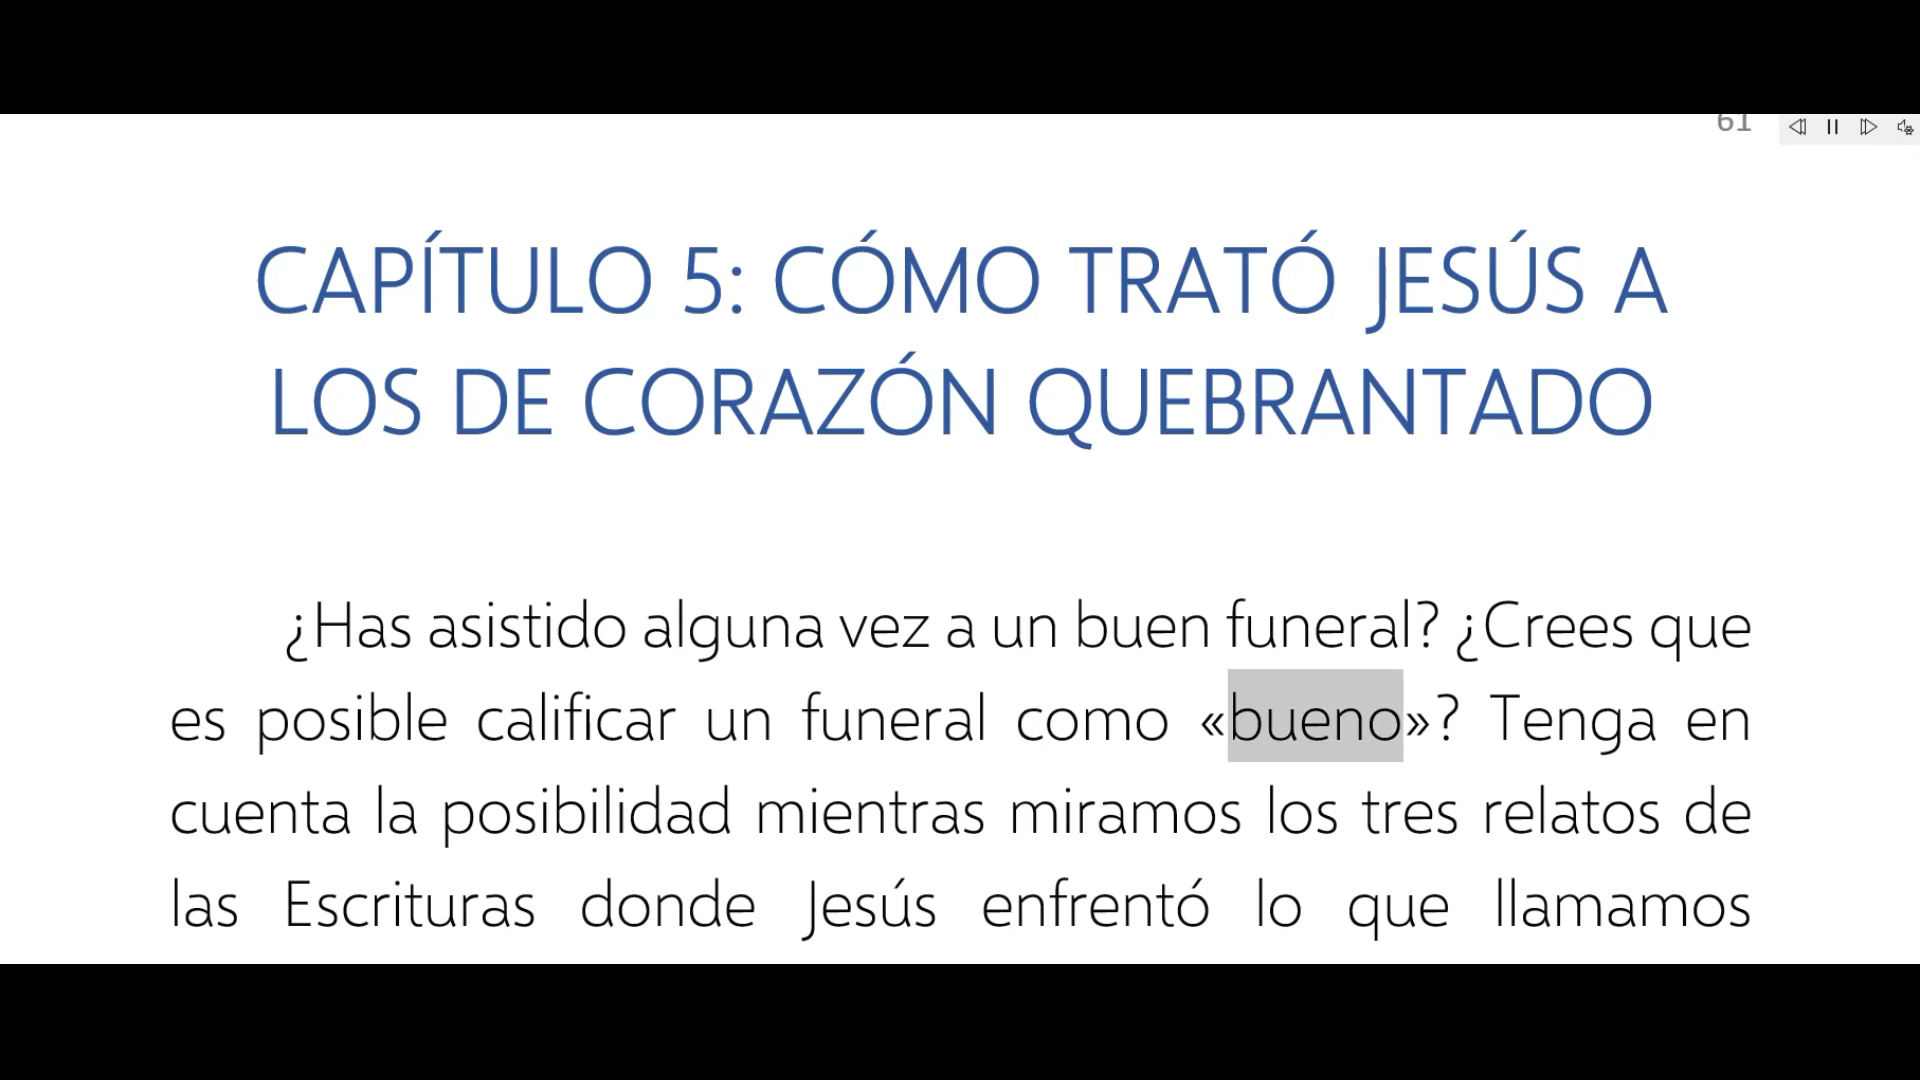 61
CAPÍTULO 5: CÓMO TRATÓ JESÚS A
LOS DE CORAZÓN QUEBRANTADO
¿Has asistido alguna vez a un buen funeral? ¿Crees que
es posible calificar un funeral como «bueno»? Tenga en
cuenta la posibilidad mientras miramos los tres relatos de
las Escrituras donde Jesús enfrentó lo que llamamos